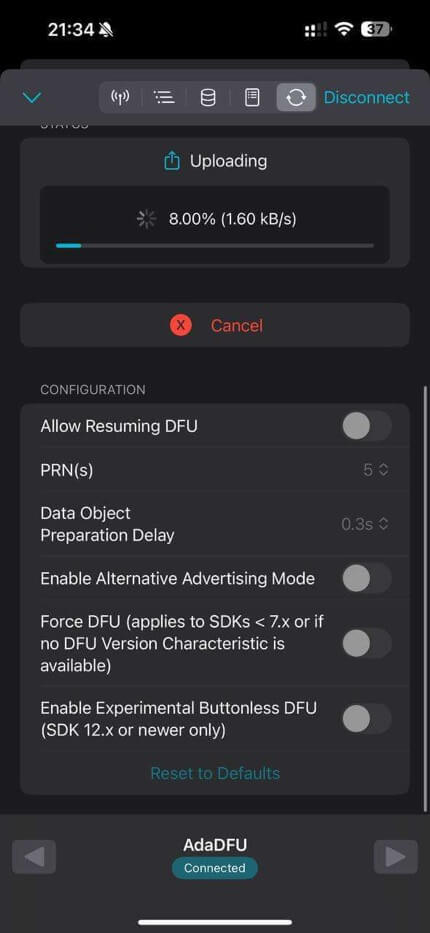 21:34
37
Disconnect
STATUS
Uploading
8.00% (1.60 kB/s)
X Cancel
CONFIGURATION
Allow Resuming DFU
PRN(s) 5
Data Object
Preparation Delay
0.3s
Enable Alternative Advertising Mode
Force DFU (applies to SDKs < 7.x or if
no DFU Version Characteristic is
available)
Enable Experimental Buttonless DFU
(SDK 12.x or newer only)
Reset to Defaults
AdaDFU
Connected